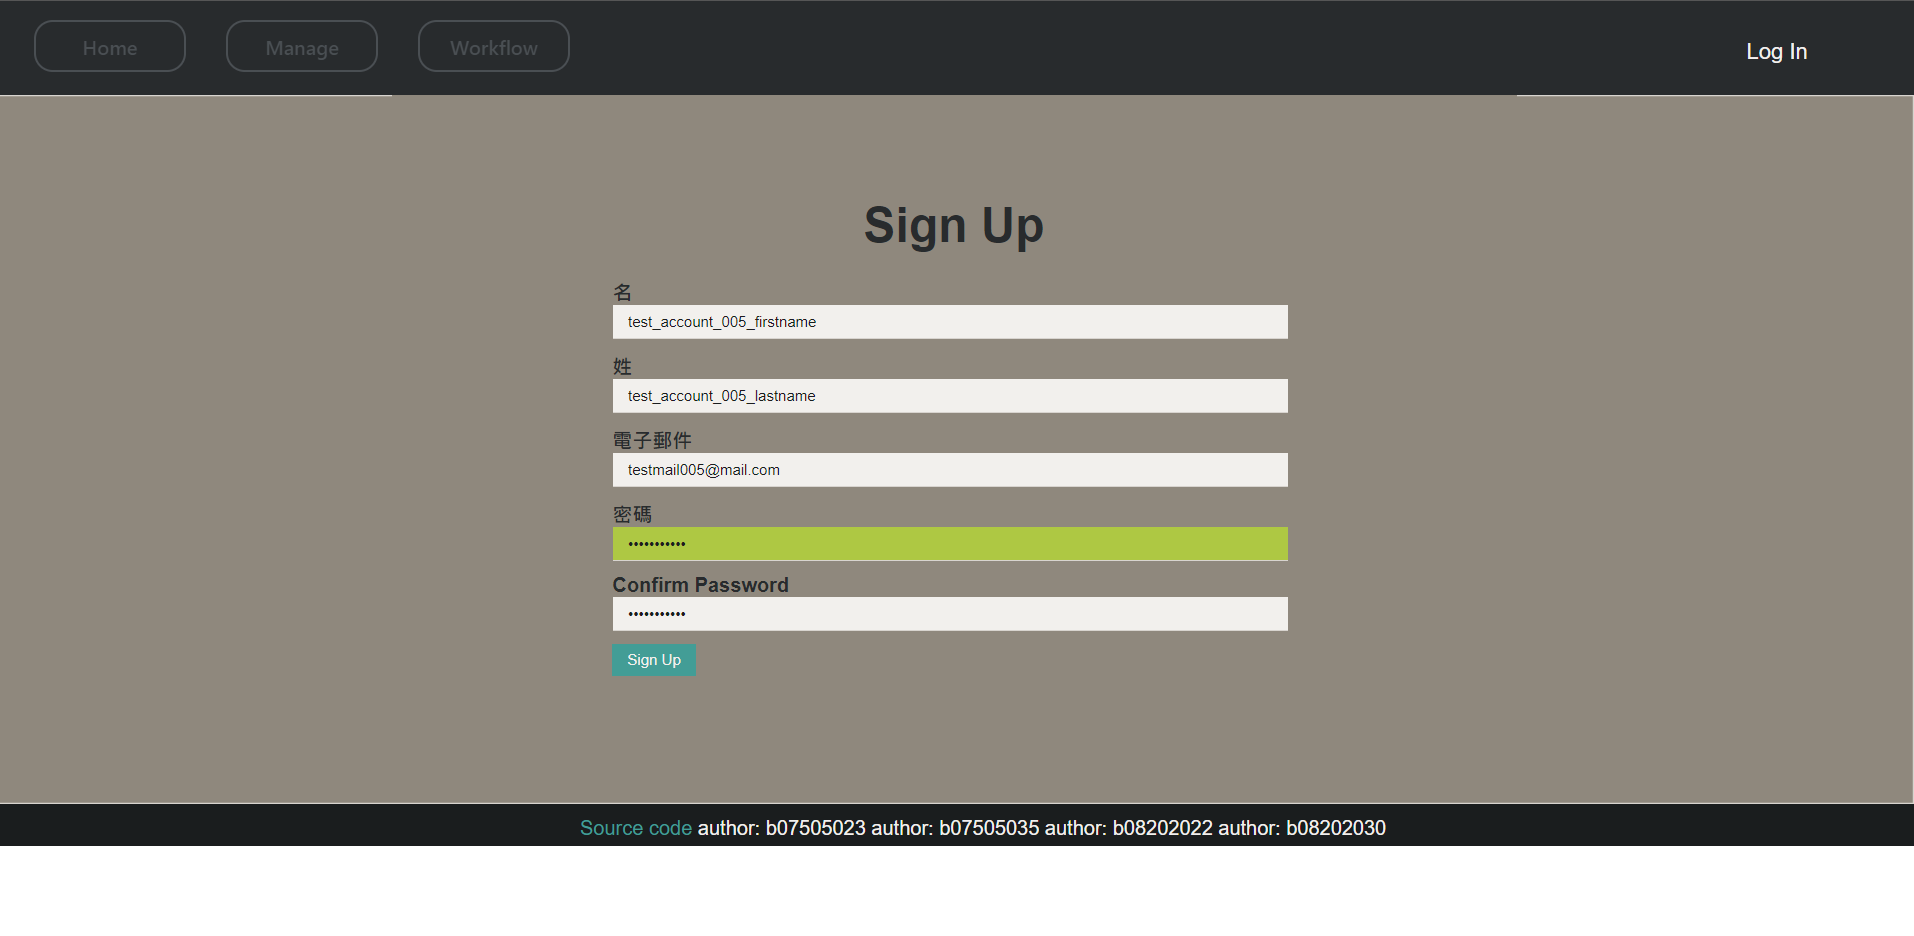 Home Manage Workflow Log In
Sign Up
名
test_account_005_firstname
姓
test_account_005_lastname
電子郵件
testmail005@mail.com
密碼
•••••••••••
Confirm Password
•••••••••••
Sign Up
Source code author: b07505023 author: b07505035 author: b08202022 author: b08202030